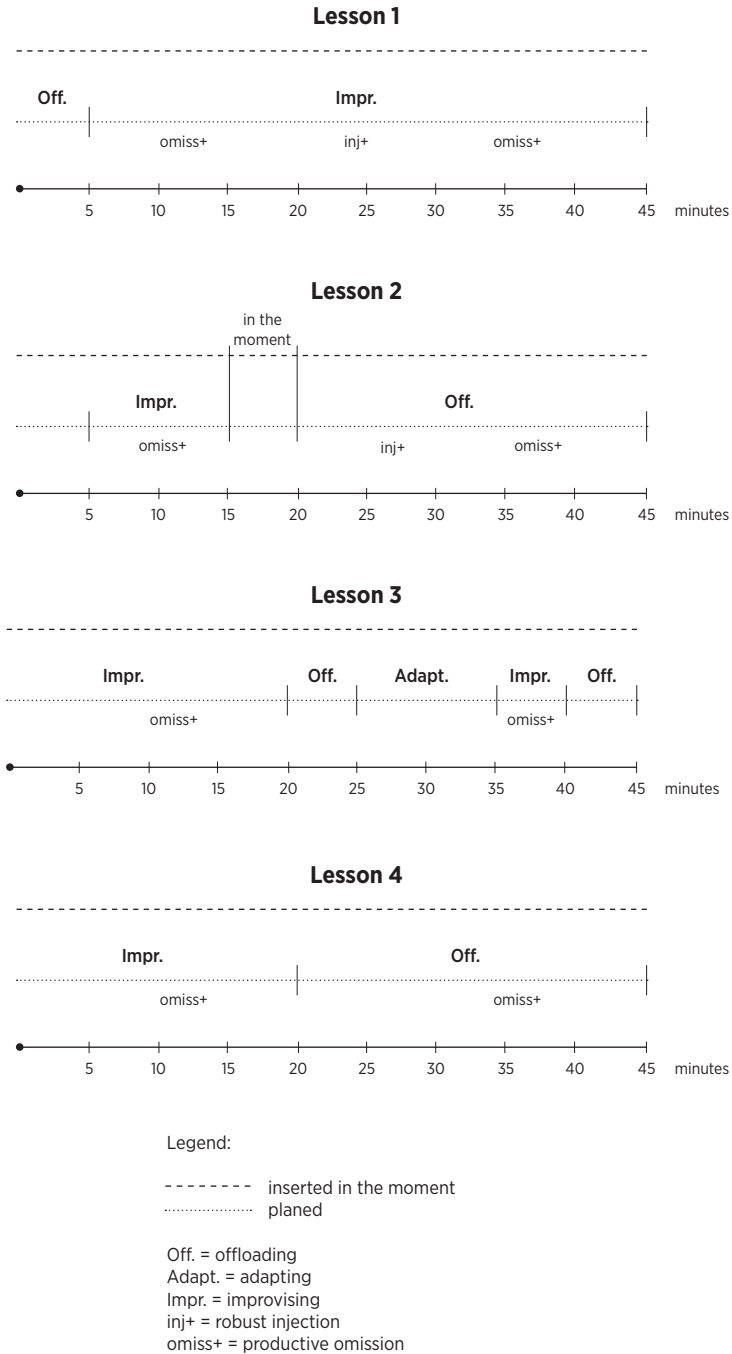 Lesson 1
Off. Impr.
omiss+ inj+ omiss+
5 10 15 20 25 30 35 40 45 minutes
Lesson 2
in the
moment
Impr. Off.
omiss+ inj+ omiss+
5 10 15 20 25 30 35 40 45 minutes
Lesson 3
Impr. Off. Adapt. Impr. Off.
omiss+ omiss+
5 10 15 20 25 30 35 40 45 minutes
Lesson 4
Impr. Off.
omiss+ omiss+
5 10 15 20 25 30 35 40 45 minutes
Legend:
inserted in the moment
planed
Off. = offloading
Adapt. = adapting
Impr. = improvising
inj+ = robust injection
omiss+ = productive omission